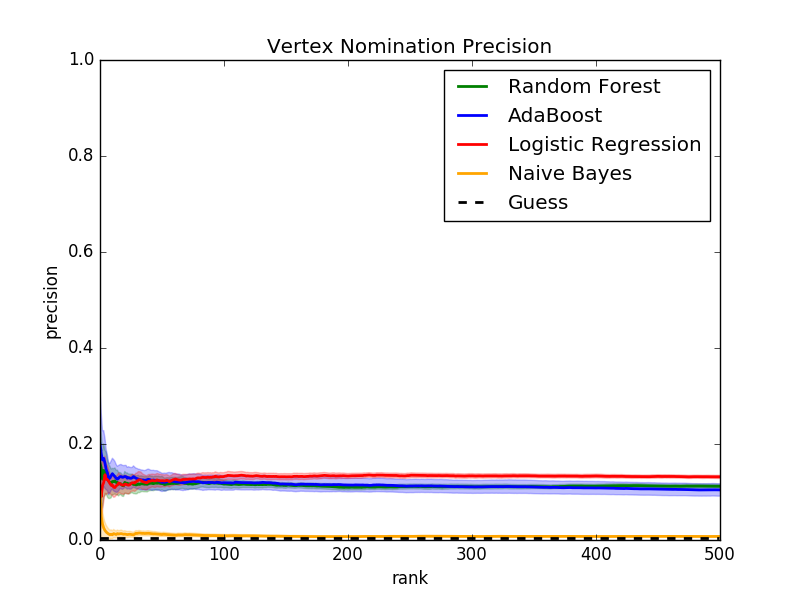 Vertex Nomination Precision
1.0
0.8
0.6
0.4
0.2
0.0
precision
Random Forest
AdaBoost
Logistic Regression
Naive Bayes
Guess
0 100 200 300 400 500
rank